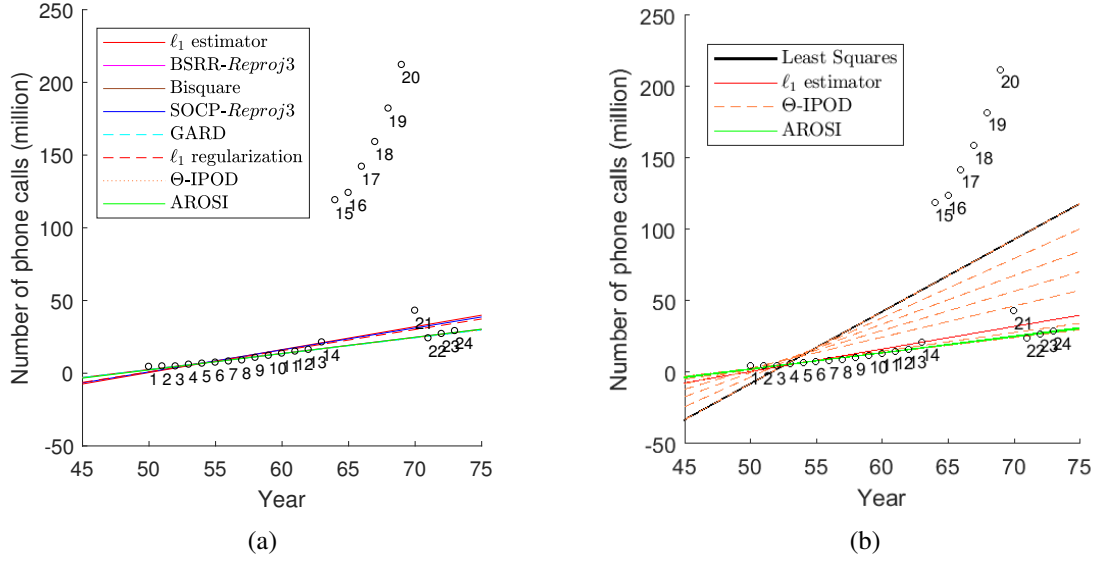 250
200
150
100
50
0
-50
45 50 55 60 65 70 75
Number of phone calls (million)
Year
ℓ₁ estimator
BSRR-Reproj3
Bisquare
SOCP-Reproj3
GARD
ℓ₁ regularization
Θ-IPOD
AROSI
1 2 3 4 5 6 7 8 9 10 11 12 13 14
15
16
17
18
19
20
21
22
23
24
(a)
250
200
150
100
50
0
-50
45 50 55 60 65 70 75
Number of phone calls (million)
Year
Least Squares
ℓ₁ estimator
Θ-IPOD
AROSI
1 2 3 4 5 6 7 8 9 10 11 12 13 14
15
16
17
18
19
20
21
22
23
24
(b)